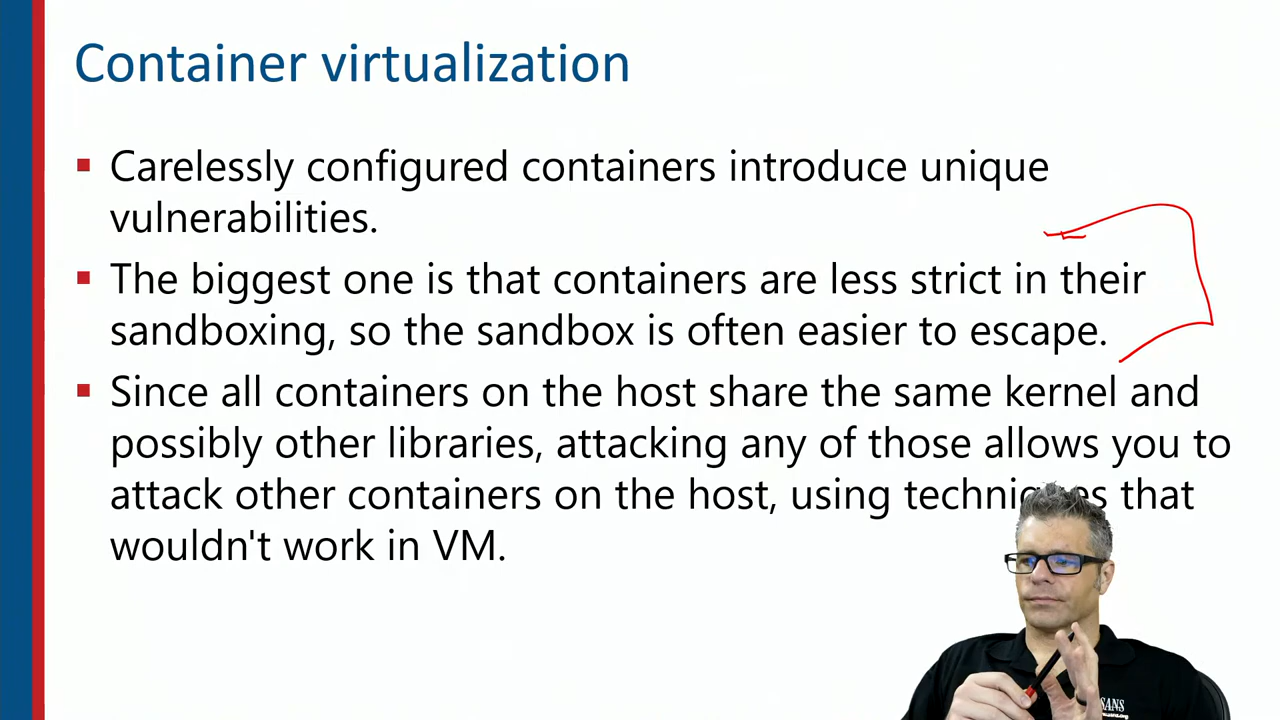 Container virtualization
Carelessly configured containers introduce unique
vulnerabilities.
The biggest one is that containers are less strict in their
sandboxing, so the sandbox is often easier to escape.
Since all containers on the host share the same kernel and
possibly other libraries, attacking any of those allows you to
attack other containers on the host, using techniques that
wouldn't work in VM.
SANS